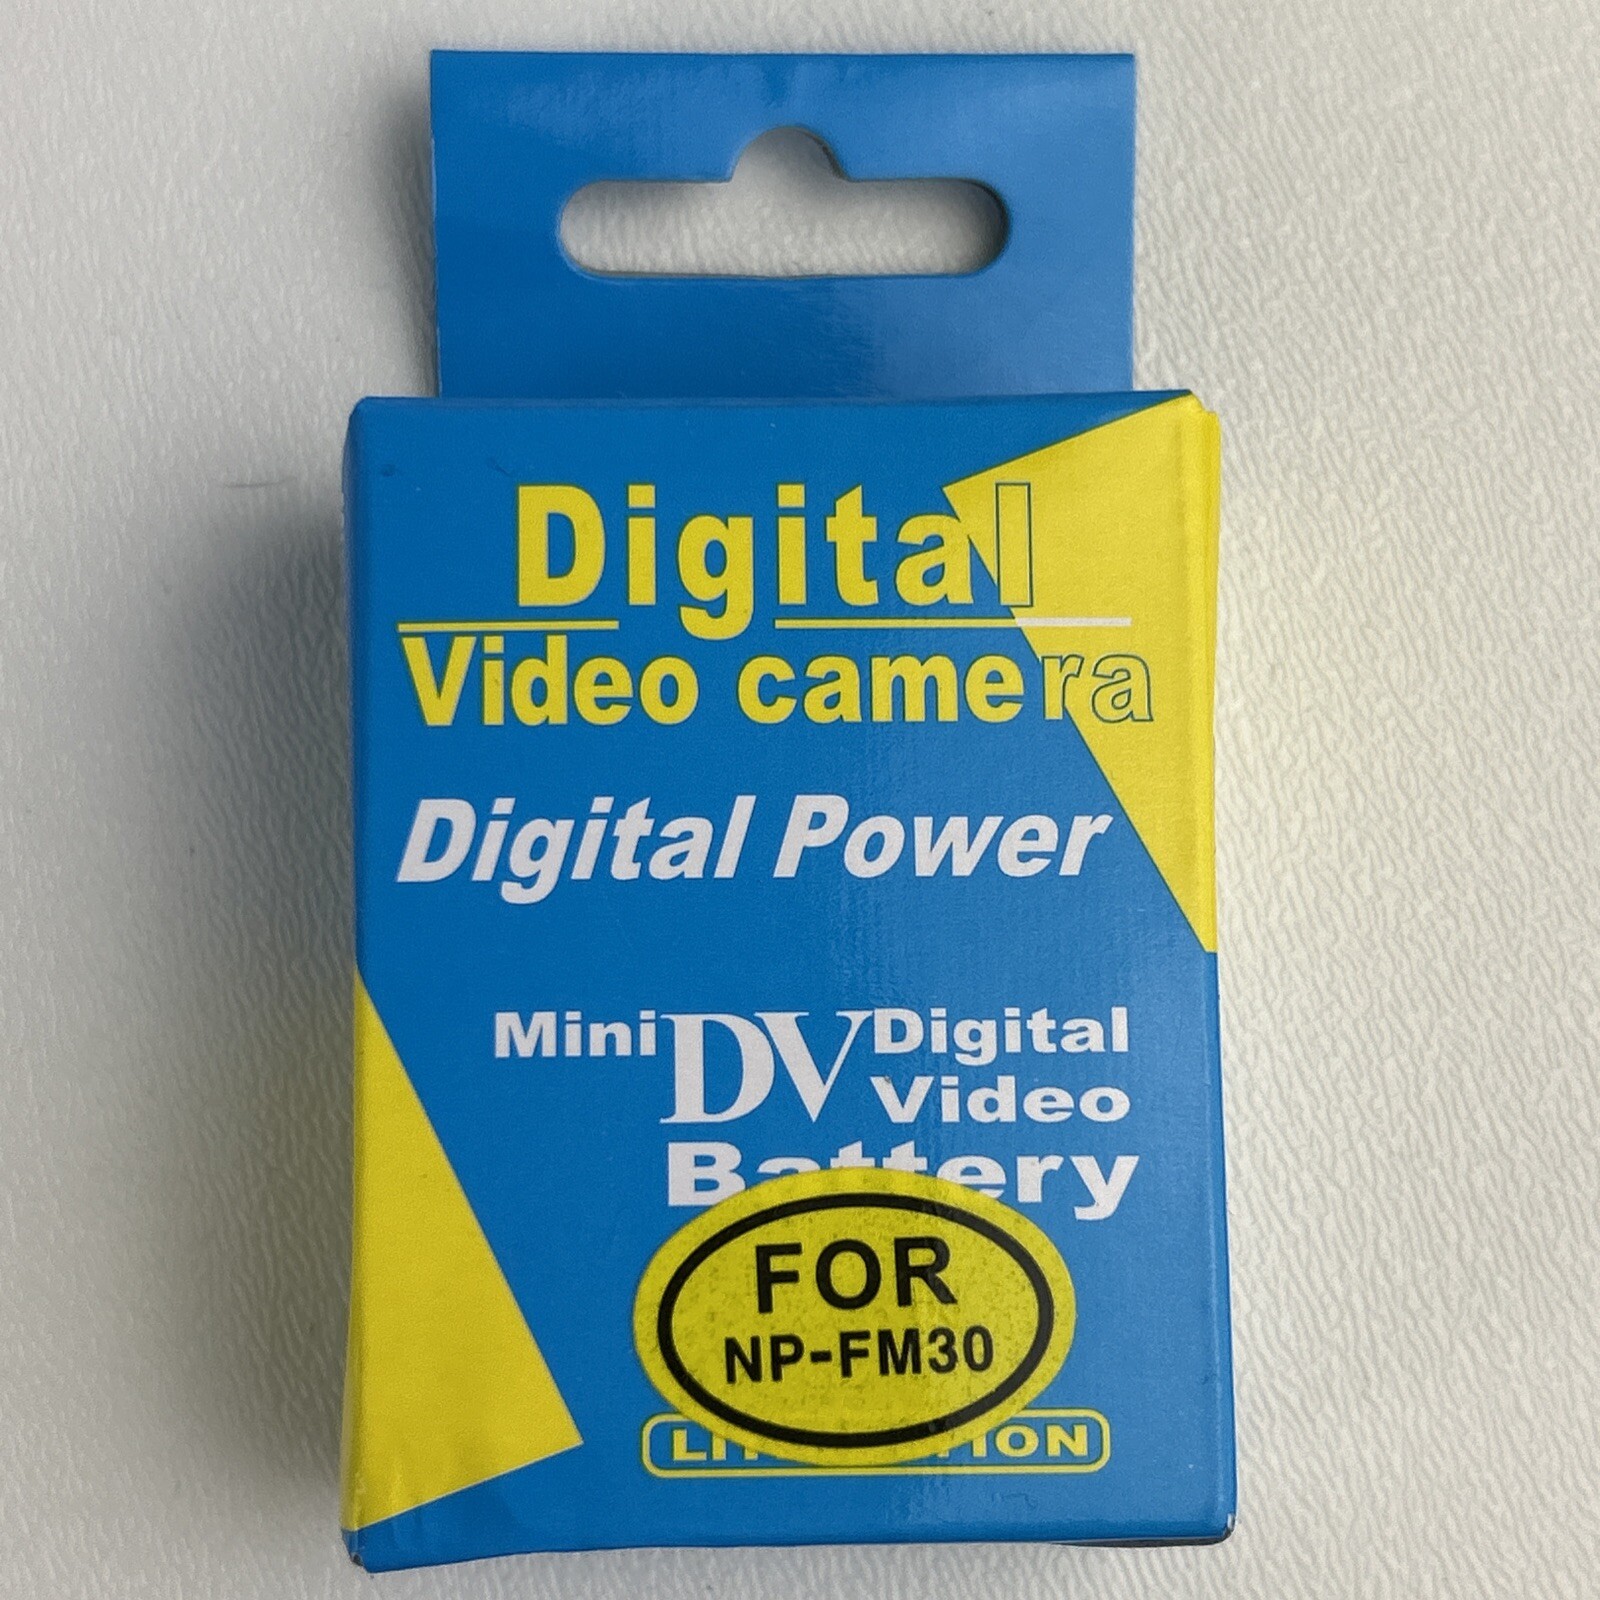 Digital
Video camera
Digital Power
Mini DV Digital
Video
Battery
FOR
NP-FM30